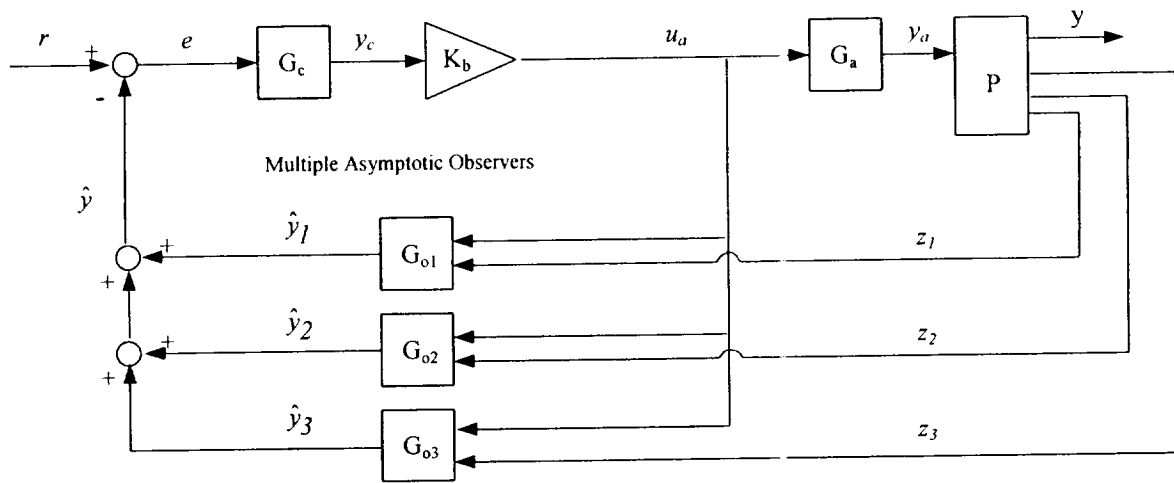 r
+
-
e
G_c
y_c
K_b
u_a
G_a
y_a
P
y
Multiple Asymptotic Observers
ŷ
+
+
ŷ_1
G_o1
z_1
+
+
ŷ_2
G_o2
z_2
ŷ_3
G_o3
z_3